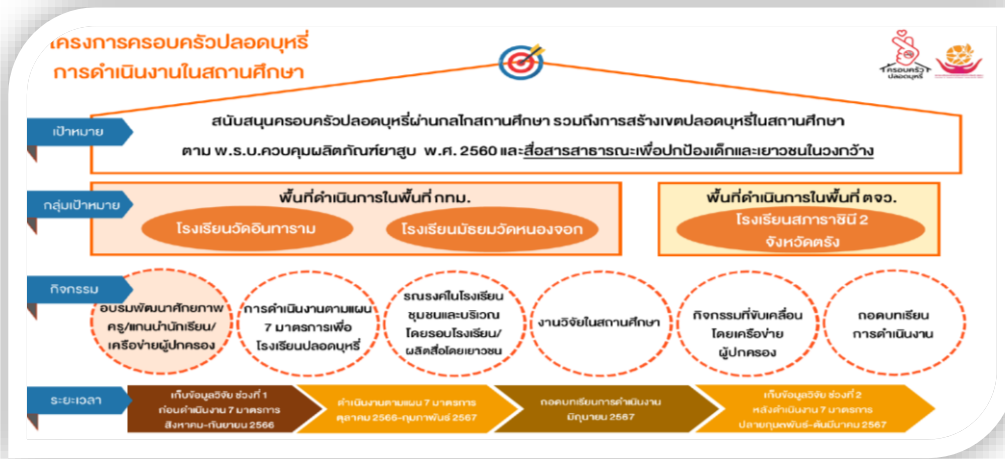 โครงการครอบครัวปลอดบุหรี่
การดำเนินงานในสถานศึกษา
ครอบครัว
ปลอดบุหรี่
เป้าหมาย
สนับสนุนครอบครัวปลอดบุหรี่ผ่านกลไกสถานศึกษา รวมถึงการสร้างเขตปลอดบุหรี่ในสถานศึกษา
ตาม พ.ร.บ.ควบคุมผลิตภัณฑ์ยาสูบ พ.ศ. 2560 และสื่อสารสาธารณะเพื่อปกป้องเด็กและเยาวชนในวงกว้าง
กลุ่มเป้าหมาย
พื้นที่ดำเนินการในพื้นที่ กทม.
โรงเรียนวัดอินทาราม
โรงเรียนมัธยมวัดหนองจอก
พื้นที่ดำเนินการในพื้นที่ ตจว.
โรงเรียนสภาราชินี 2
จังหวัดตรัง
กิจกรรม
อบรมพัฒนาศักยภาพ
ครู/แกนนำนักเรียน/
เครือข่ายผู้ปกครอง
การดำเนินงานตามแผน
7 มาตรการเพื่อ
โรงเรียนปลอดบุหรี่
รณรงค์ในโรงเรียน
ชุมชนและบริเวณ
โดยรอบโรงเรียน/
ผลิตสื่อโดยเยาวชน
งานวิจัยในสถานศึกษา
กิจกรรมที่ขับเคลื่อน
โดยเครือข่าย
ผู้ปกครอง
ถอดบทเรียน
การดำเนินงาน
ระยะเวลา
เก็บข้อมูลวิจัย ช่วงที่ 1
ก่อนดำเนินงาน 7 มาตรการ
สิงหาคม-กันยายน 2566
ดำเนินงานตามแผน 7 มาตรการ
ตุลาคม 2566-กุมภาพันธ์ 2567
ถอดบทเรียนการดำเนินงาน
มิถุนายน 2567
เก็บข้อมูลวิจัย ช่วงที่ 2
หลังดำเนินงาน 7 มาตรการ
ปลายกุมภพันธ์-ต้นมีนาคม 2567